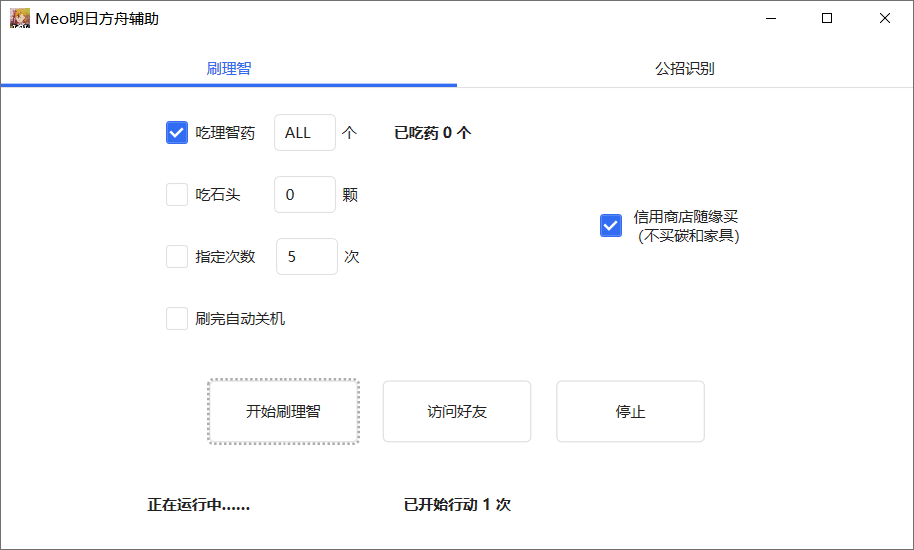 Meo明日方舟辅助
刷理智 公招识别
吃理智药 ALL 个 已吃药 0 个
吃石头 0 颗
信用商店随缘买
(不买碳和家具)
指定次数 5 次
刷完自动关机
开始刷理智 访问好友 停止
正在运行中…… 已开始行动 1 次